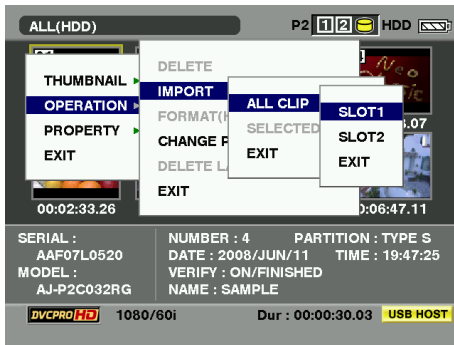 ALL(HDD)
P2 1 2 HDD
THUMBNAIL
OPERATION
PROPERTY
EXIT
DELETE
IMPORT
FORMAT(
CHANGE P
DELETE L
EXIT
ALL CLIP
SELECTED
EXIT
SLOT1
SLOT2
EXIT
Neo
.07
00:02:33.26
:06:47.11
SERIAL :
AAF07L0520
MODEL :
AJ-P2C032RG
NUMBER : 4 PARTITION : TYPE S
DATE : 2008/JUN/11 TIME : 19:47:25
VERIFY : ON/FINISHED
NAME : SAMPLE
DVCPRO HD 1080/60i Dur : 00:00:30.03 USB HOST